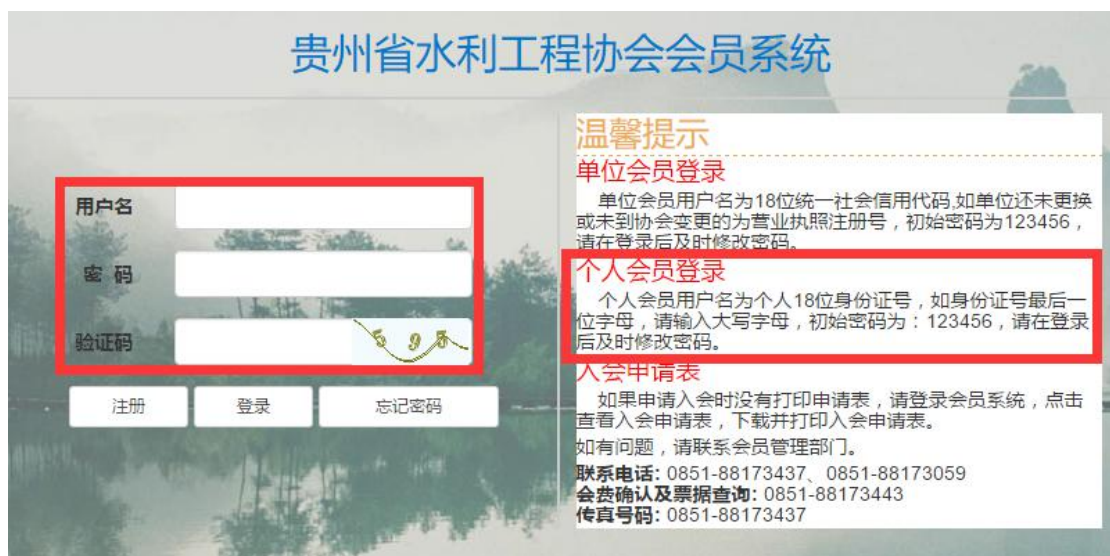 贵州省水利工程协会会员系统
用户名
密 码
验证码
5 9 5
注册
登录
忘记密码
温馨提示
单位会员登录
单位会员用户名为18位统一社会信用代码,如单位还未更换
或未到协会变更的为营业执照注册号，初始密码为123456，
请在登录后及时修改密码。
个人会员登录
个人会员用户名为个人18位身份证号，如身份证号最后一
位字母，请输入大写字母，初始密码为：123456，请在登录
后及时修改密码。
入会申请表
如果申请入会时没有打印申请表，请登录会员系统，点击
查看入会申请表，下载并打印入会申请表。
如有问题，请联系会员管理部门。
联系电话: 0851-88173437、0851-88173059
会费确认及票据查询: 0851-88173443
传真号码: 0851-88173437